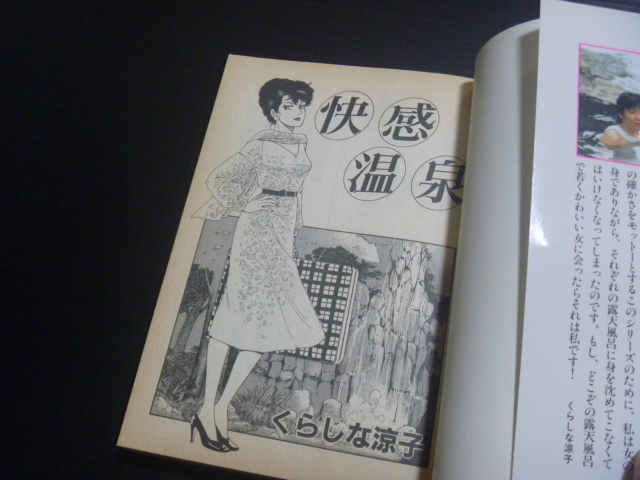 快感
温泉
くらしな涼子
の確かさをモットーとするこのシリーズのために、私は女の
身でありながら、それぞれの露天風呂に身を沈めてこなくて
はいけなくなってしまったのです。もし、どこぞの露天風呂
で若くかわいい女に会ったらそれは私です!
くらしな涼子